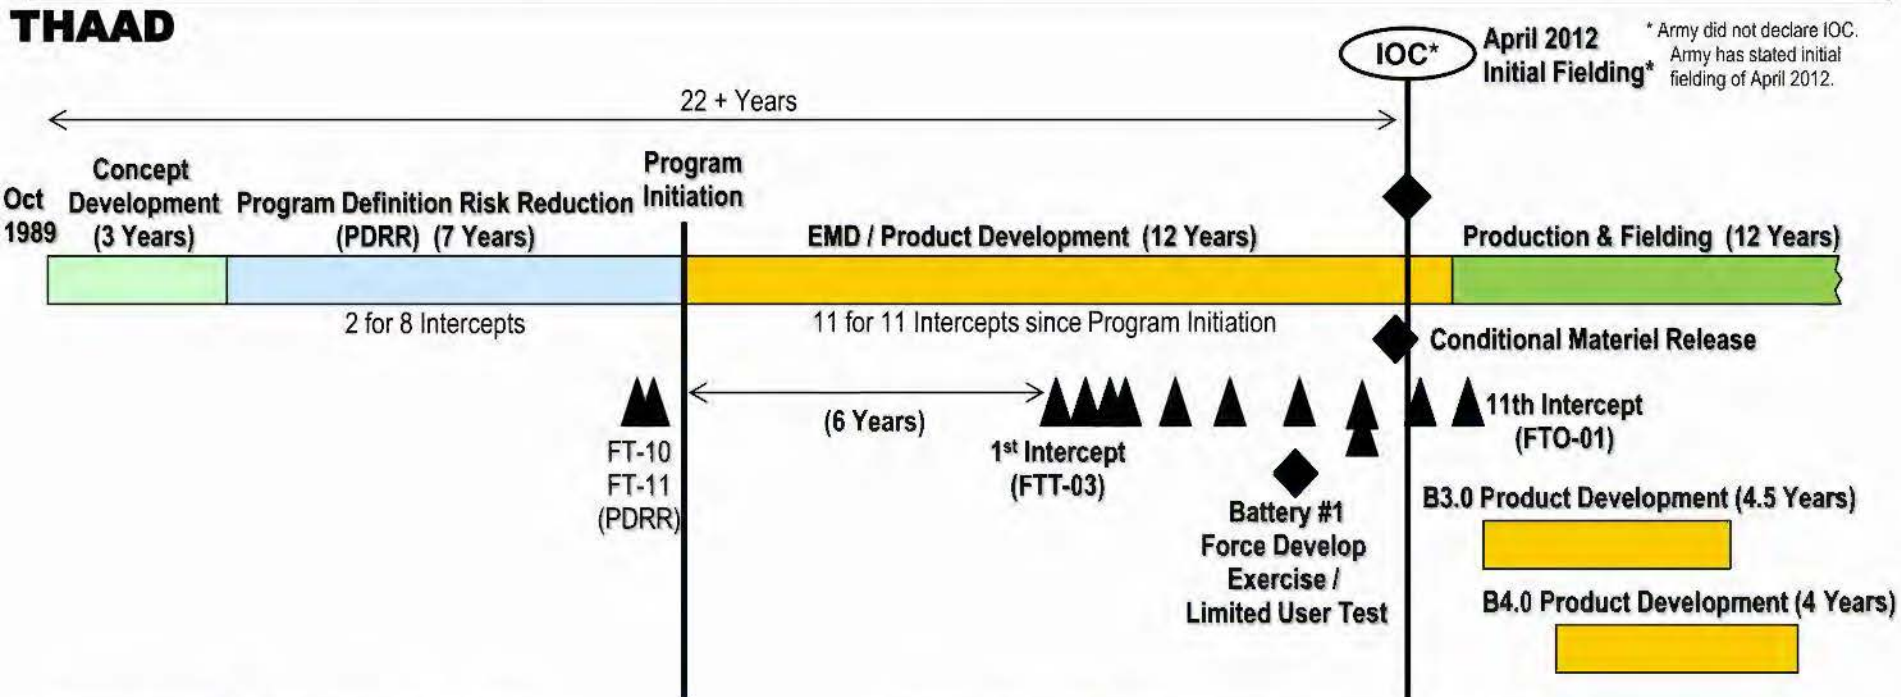 THAAD
IOC*
April 2012
Initial Fielding*
* Army did not declare IOC.
Army has stated initial
fielding of April 2012.
22 + Years
Oct
1989
Concept
Development
(3 Years)
Program Definition Risk Reduction
(PDRR) (7 Years)
Program
Initiation
EMD / Product Development (12 Years)
Production & Fielding (12 Years)
2 for 8 Intercepts
11 for 11 Intercepts since Program Initiation
Conditional Materiel Release
FT-10
FT-11
(PDRR)
(6 Years)
1st Intercept
(FTT-03)
11th Intercept
(FTO-01)
Battery #1
Force Develop
Exercise /
Limited User Test
B3.0 Product Development (4.5 Years)
B4.0 Product Development (4 Years)